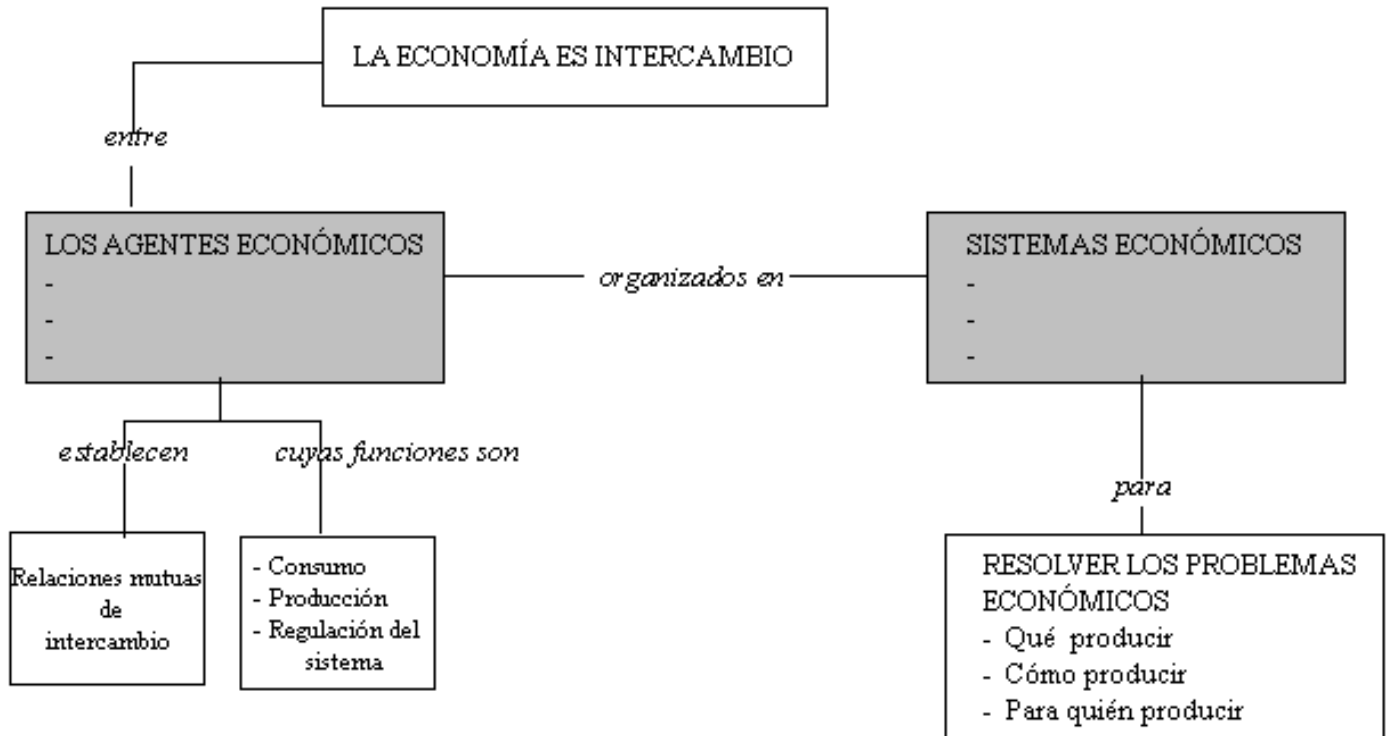 LA ECONOMÍA ES INTERCAMBIO
entre
LOS AGENTES ECONÓMICOS
-
-
-
organizados en
SISTEMAS ECONÓMICOS
-
-
-
establecen
cuyas funciones son
para
Relaciones mutuas
de
intercambio
- Consumo
- Producción
- Regulación del
sistema
RESOLVER LOS PROBLEMAS
ECONÓMICOS
- Qué producir
- Cómo producir
- Para quién producir